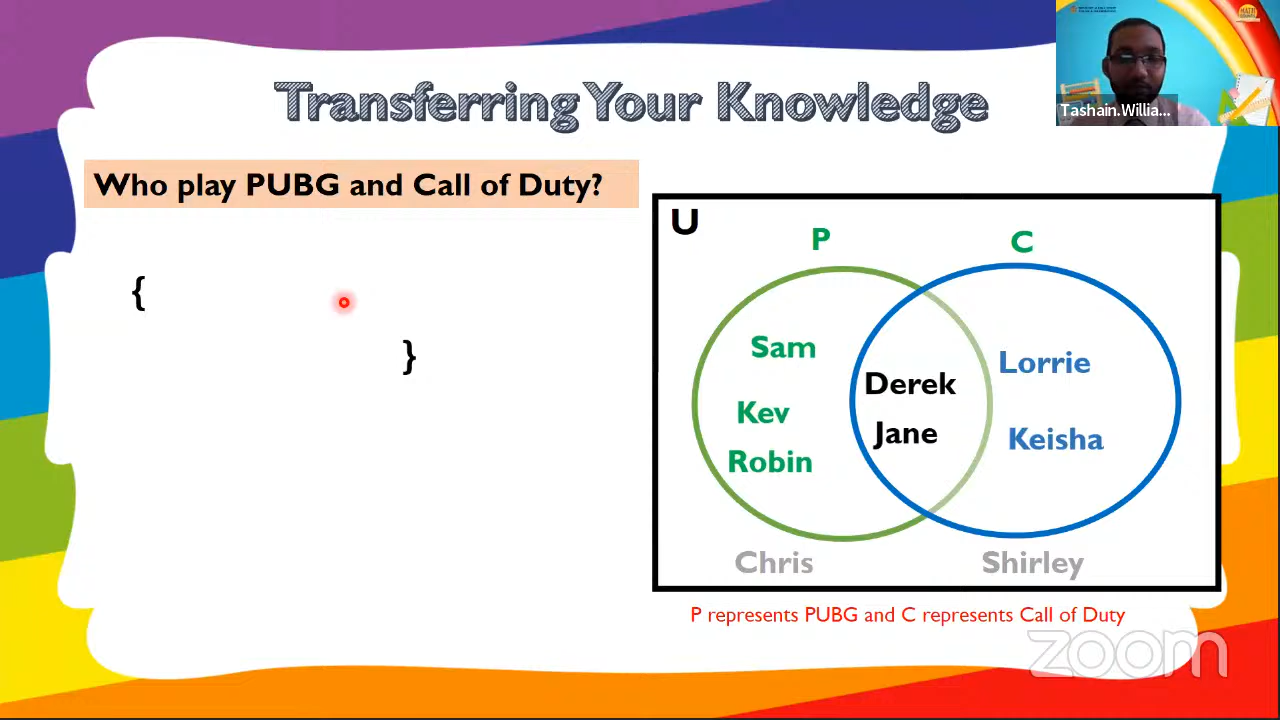 Transferring Your Knowledge
Tashain.Willia...
Who play PUBG and Call of Duty?
{
}
U
P
C
Sam
Kev
Robin
Derek
Jane
Lorrie
Keisha
Chris
Shirley
P represents PUBG and C represents Call of Duty
zoom